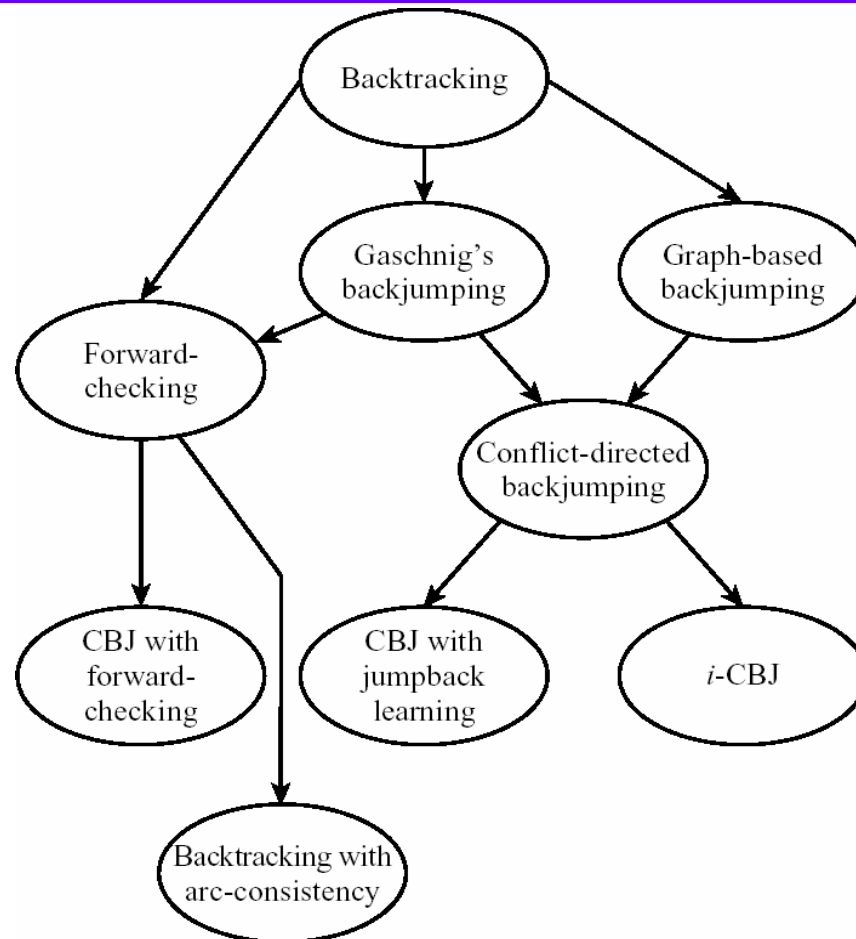 Backtracking
Gaschnig's
backjumping
Graph-based
backjumping
Forward-
checking
Conflict-directed
backjumping
CBJ with
forward-
checking
CBJ with
jumpback
learning
i-CBJ
Backtracking with
arc-consistency